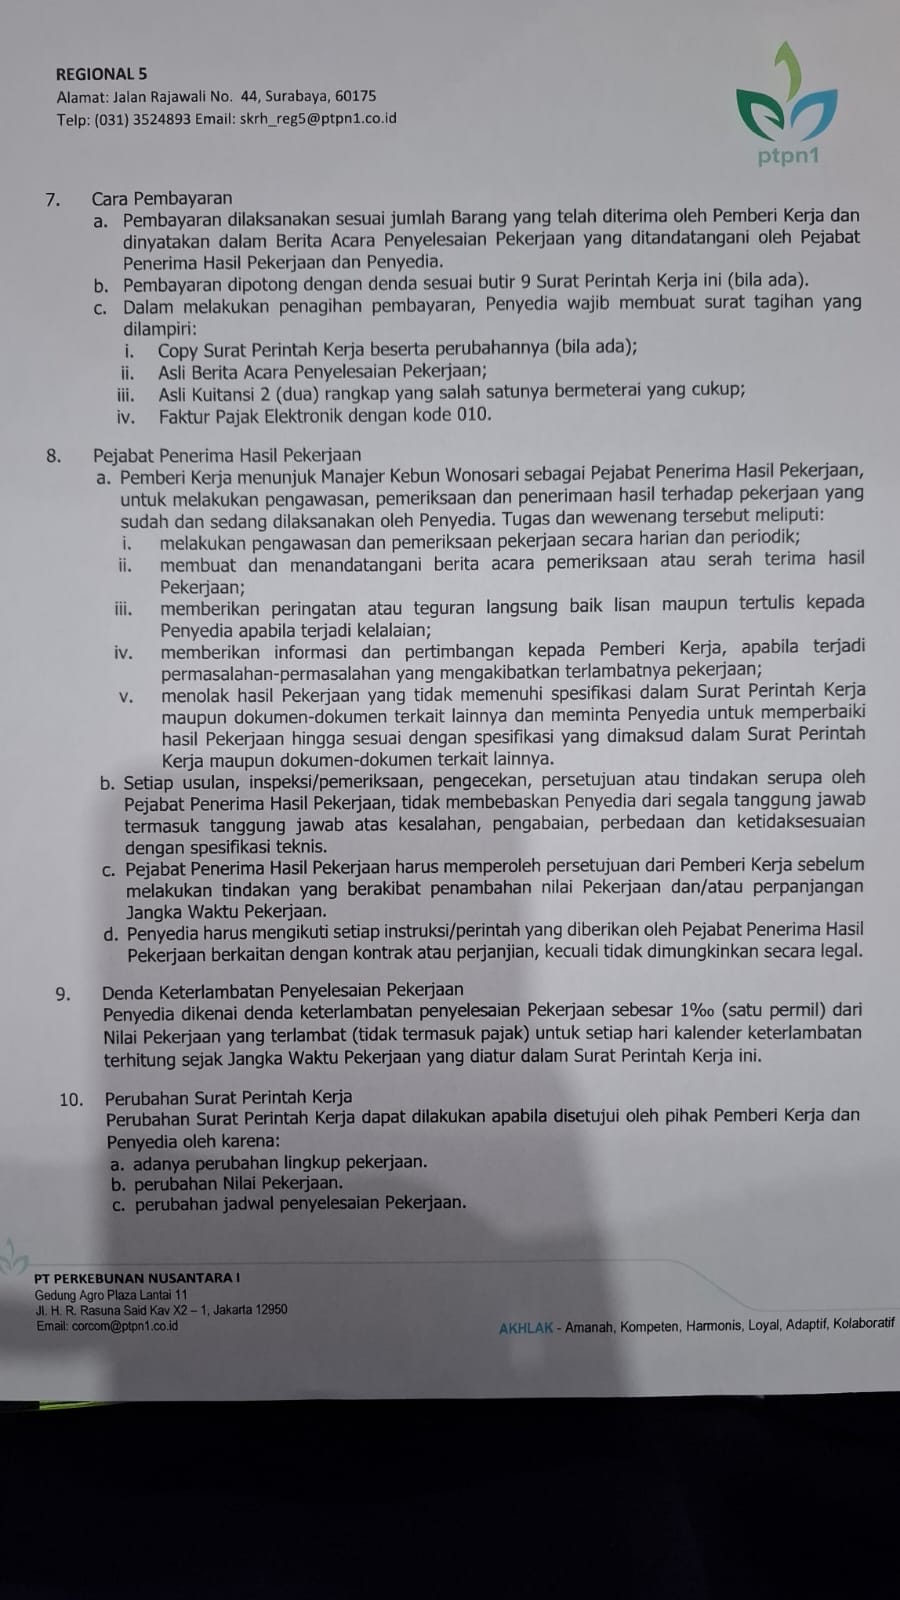 REGIONAL 5
Alamat: Jalan Rajawali No. 44, Surabaya, 60175
Telp: (031) 3524893 Email: skrh_reg5@ptpn1.co.id
ptpn1
7. Cara Pembayaran
a. Pembayaran dilaksanakan sesuai jumlah Barang yang telah diterima oleh Pemberi Kerja dan
dinyatakan dalam Berita Acara Penyelesaian Pekerjaan yang ditandatangani oleh Pejabat
Penerima Hasil Pekerjaan dan Penyedia.
b. Pembayaran dipotong dengan denda sesuai butir 9 Surat Perintah Kerja ini (bila ada).
c. Dalam melakukan penagihan pembayaran, Penyedia wajib membuat surat tagihan yang
dilampiri:
i. Copy Surat Perintah Kerja beserta perubahannya (bila ada);
ii. Asli Berita Acara Penyelesaian Pekerjaan;
iii. Asli Kuitansi 2 (dua) rangkap yang salah satunya bermeterai yang cukup;
iv. Faktur Pajak Elektronik dengan kode 010.
8. Pejabat Penerima Hasil Pekerjaan
a. Pemberi Kerja menunjuk Manajer Kebun Wonosari sebagai Pejabat Penerima Hasil Pekerjaan,
untuk melakukan pengawasan, pemeriksaan dan penerimaan hasil terhadap pekerjaan yang
sudah dan sedang dilaksanakan oleh Penyedia. Tugas dan wewenang tersebut meliputi:
i. melakukan pengawasan dan pemeriksaan pekerjaan secara harian dan periodik;
ii. membuat dan menandatangani berita acara pemeriksaan atau serah terima hasil
Pekerjaan;
iii. memberikan peringatan atau teguran langsung baik lisan maupun tertulis kepada
Penyedia apabila terjadi kelalaian;
iv. memberikan informasi dan pertimbangan kepada Pemberi Kerja, apabila terjadi
permasalahan-permasalahan yang mengakibatkan terlambatnya pekerjaan;
v. menolak hasil Pekerjaan yang tidak memenuhi spesifikasi dalam Surat Perintah Kerja
maupun dokumen-dokumen terkait lainnya dan meminta Penyedia untuk memperbaiki
hasil Pekerjaan hingga sesuai dengan spesifikasi yang dimaksud dalam Surat Perintah
Kerja maupun dokumen-dokumen terkait lainnya.
b. Setiap usulan, inspeksi/pemeriksaan, pengecekan, persetujuan atau tindakan serupa oleh
Pejabat Penerima Hasil Pekerjaan, tidak membebaskan Penyedia dari segala tanggung jawab
termasuk tanggung jawab atas kesalahan, pengabaian, perbedaan dan ketidaksesuaian
dengan spesifikasi teknis.
c. Pejabat Penerima Hasil Pekerjaan harus memperoleh persetujuan dari Pemberi Kerja sebelum
melakukan tindakan yang berakibat penambahan nilai Pekerjaan dan/atau perpanjangan
Jangka Waktu Pekerjaan.
d. Penyedia harus mengikuti setiap instruksi/perintah yang diberikan oleh Pejabat Penerima Hasil
Pekerjaan berkaitan dengan kontrak atau perjanjian, kecuali tidak dimungkinkan secara legal.
9. Denda Keterlambatan Penyelesaian Pekerjaan
Penyedia dikenai denda keterlambatan penyelesaian Pekerjaan sebesar 1‰ (satu permil) dari
Nilai Pekerjaan yang terlambat (tidak termasuk pajak) untuk setiap hari kalender keterlambatan
terhitung sejak Jangka Waktu Pekerjaan yang diatur dalam Surat Perintah Kerja ini.
10. Perubahan Surat Perintah Kerja
Perubahan Surat Perintah Kerja dapat dilakukan apabila disetujui oleh pihak Pemberi Kerja dan
Penyedia oleh karena:
a. adanya perubahan lingkup pekerjaan.
b. perubahan Nilai Pekerjaan.
c. perubahan jadwal penyelesaian Pekerjaan.
PT PERKEBUNAN NUSANTARA I
Gedung Agro Plaza Lantai 11
Jl. H. R. Rasuna Said Kav X2 – 1, Jakarta 12950
Email: corcom@ptpn1.co.id
AKHLAK - Amanah, Kompeten, Harmonis, Loyal, Adaptif, Kolaboratif